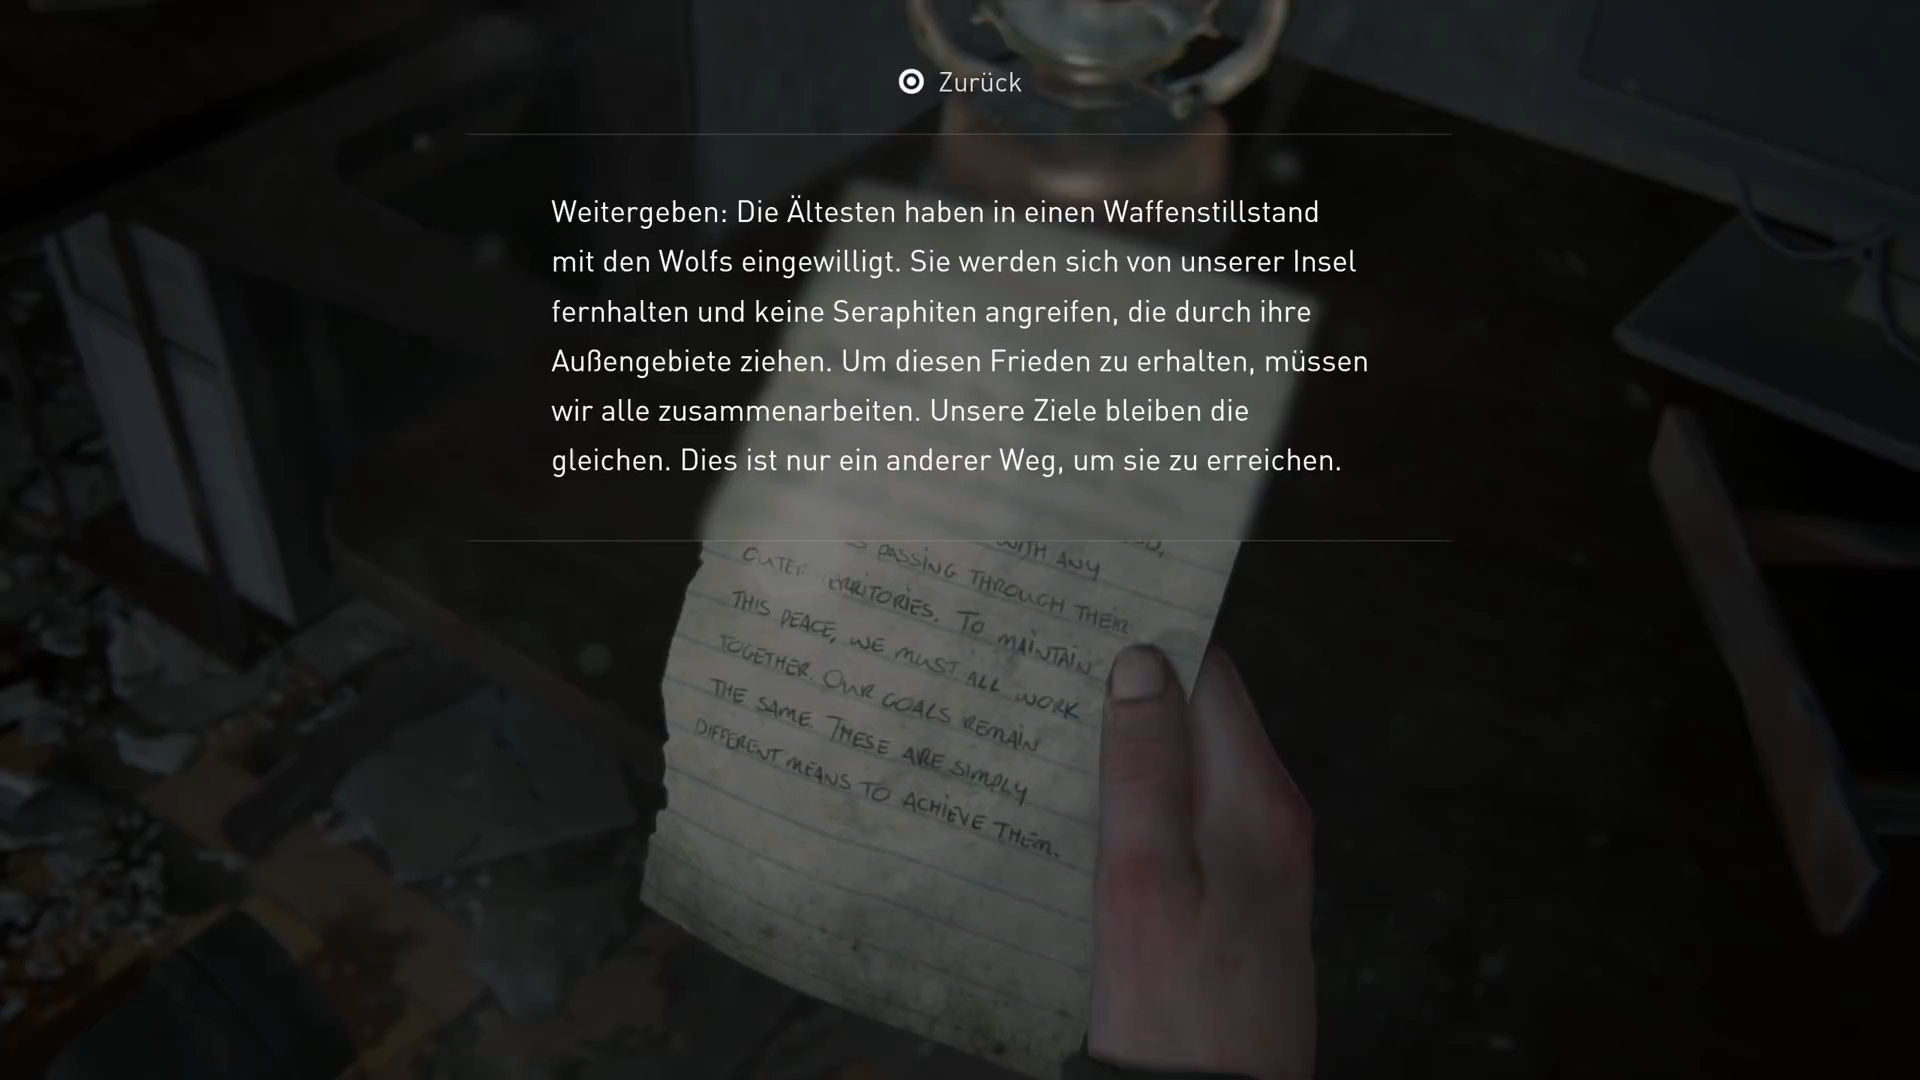 Zurück
Weitergeben: Die Ältesten haben in einen Waffenstillstand
mit den Wolfs eingewilligt. Sie werden sich von unserer Insel
fernhalten und keine Seraphiten angreifen, die durch ihre
Außengebiete ziehen. Um diesen Frieden zu erhalten, müssen
wir alle zusammenarbeiten. Unsere Ziele bleiben die
gleichen. Dies ist nur ein anderer Weg, um sie zu erreichen.
WITH ANY
PASSING THROUGH THEIR
OUTER TERRITORIES. TO MAINTAIN
THIS PEACE, WE MUST ALL WORK
TOGETHER. OUR GOALS REMAIN
THE SAME. THESE ARE SIMPLY
DIFFERENT MEANS TO ACHIEVE THEM.